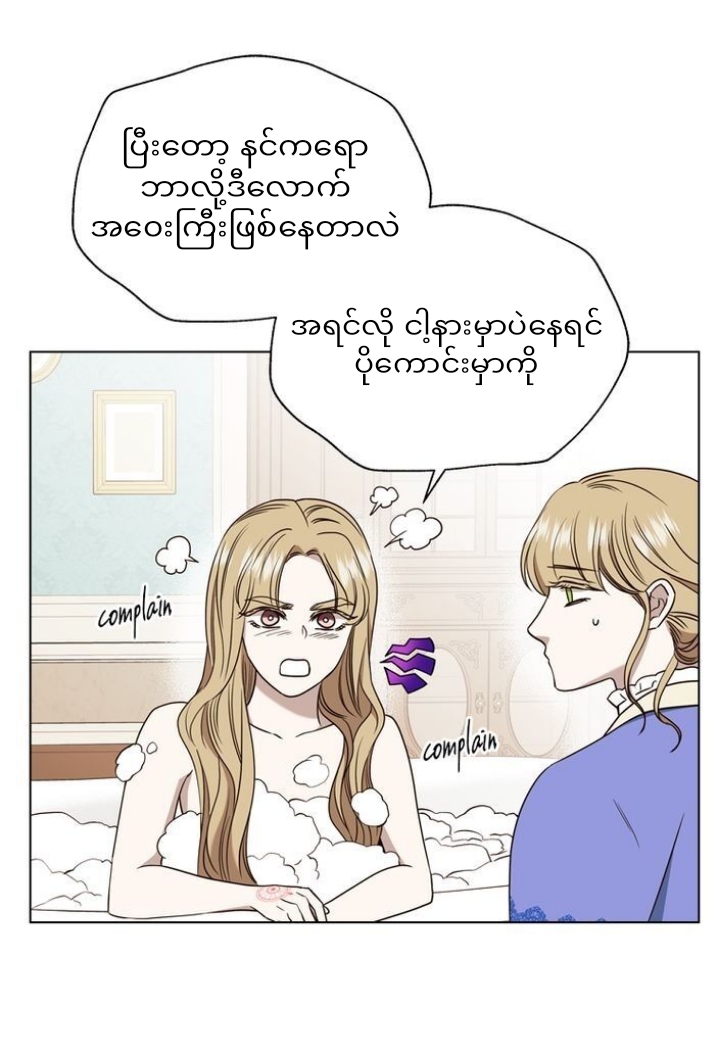 ပြီးတော့ နင်ကရော
ဘာလို့ဒီလောက်
အဝေးကြီးဖြစ်နေတာလဲ
အရင်လို ငါ့နားမှာပဲနေရင်
ပိုကောင်းမှာကို
complain
complain